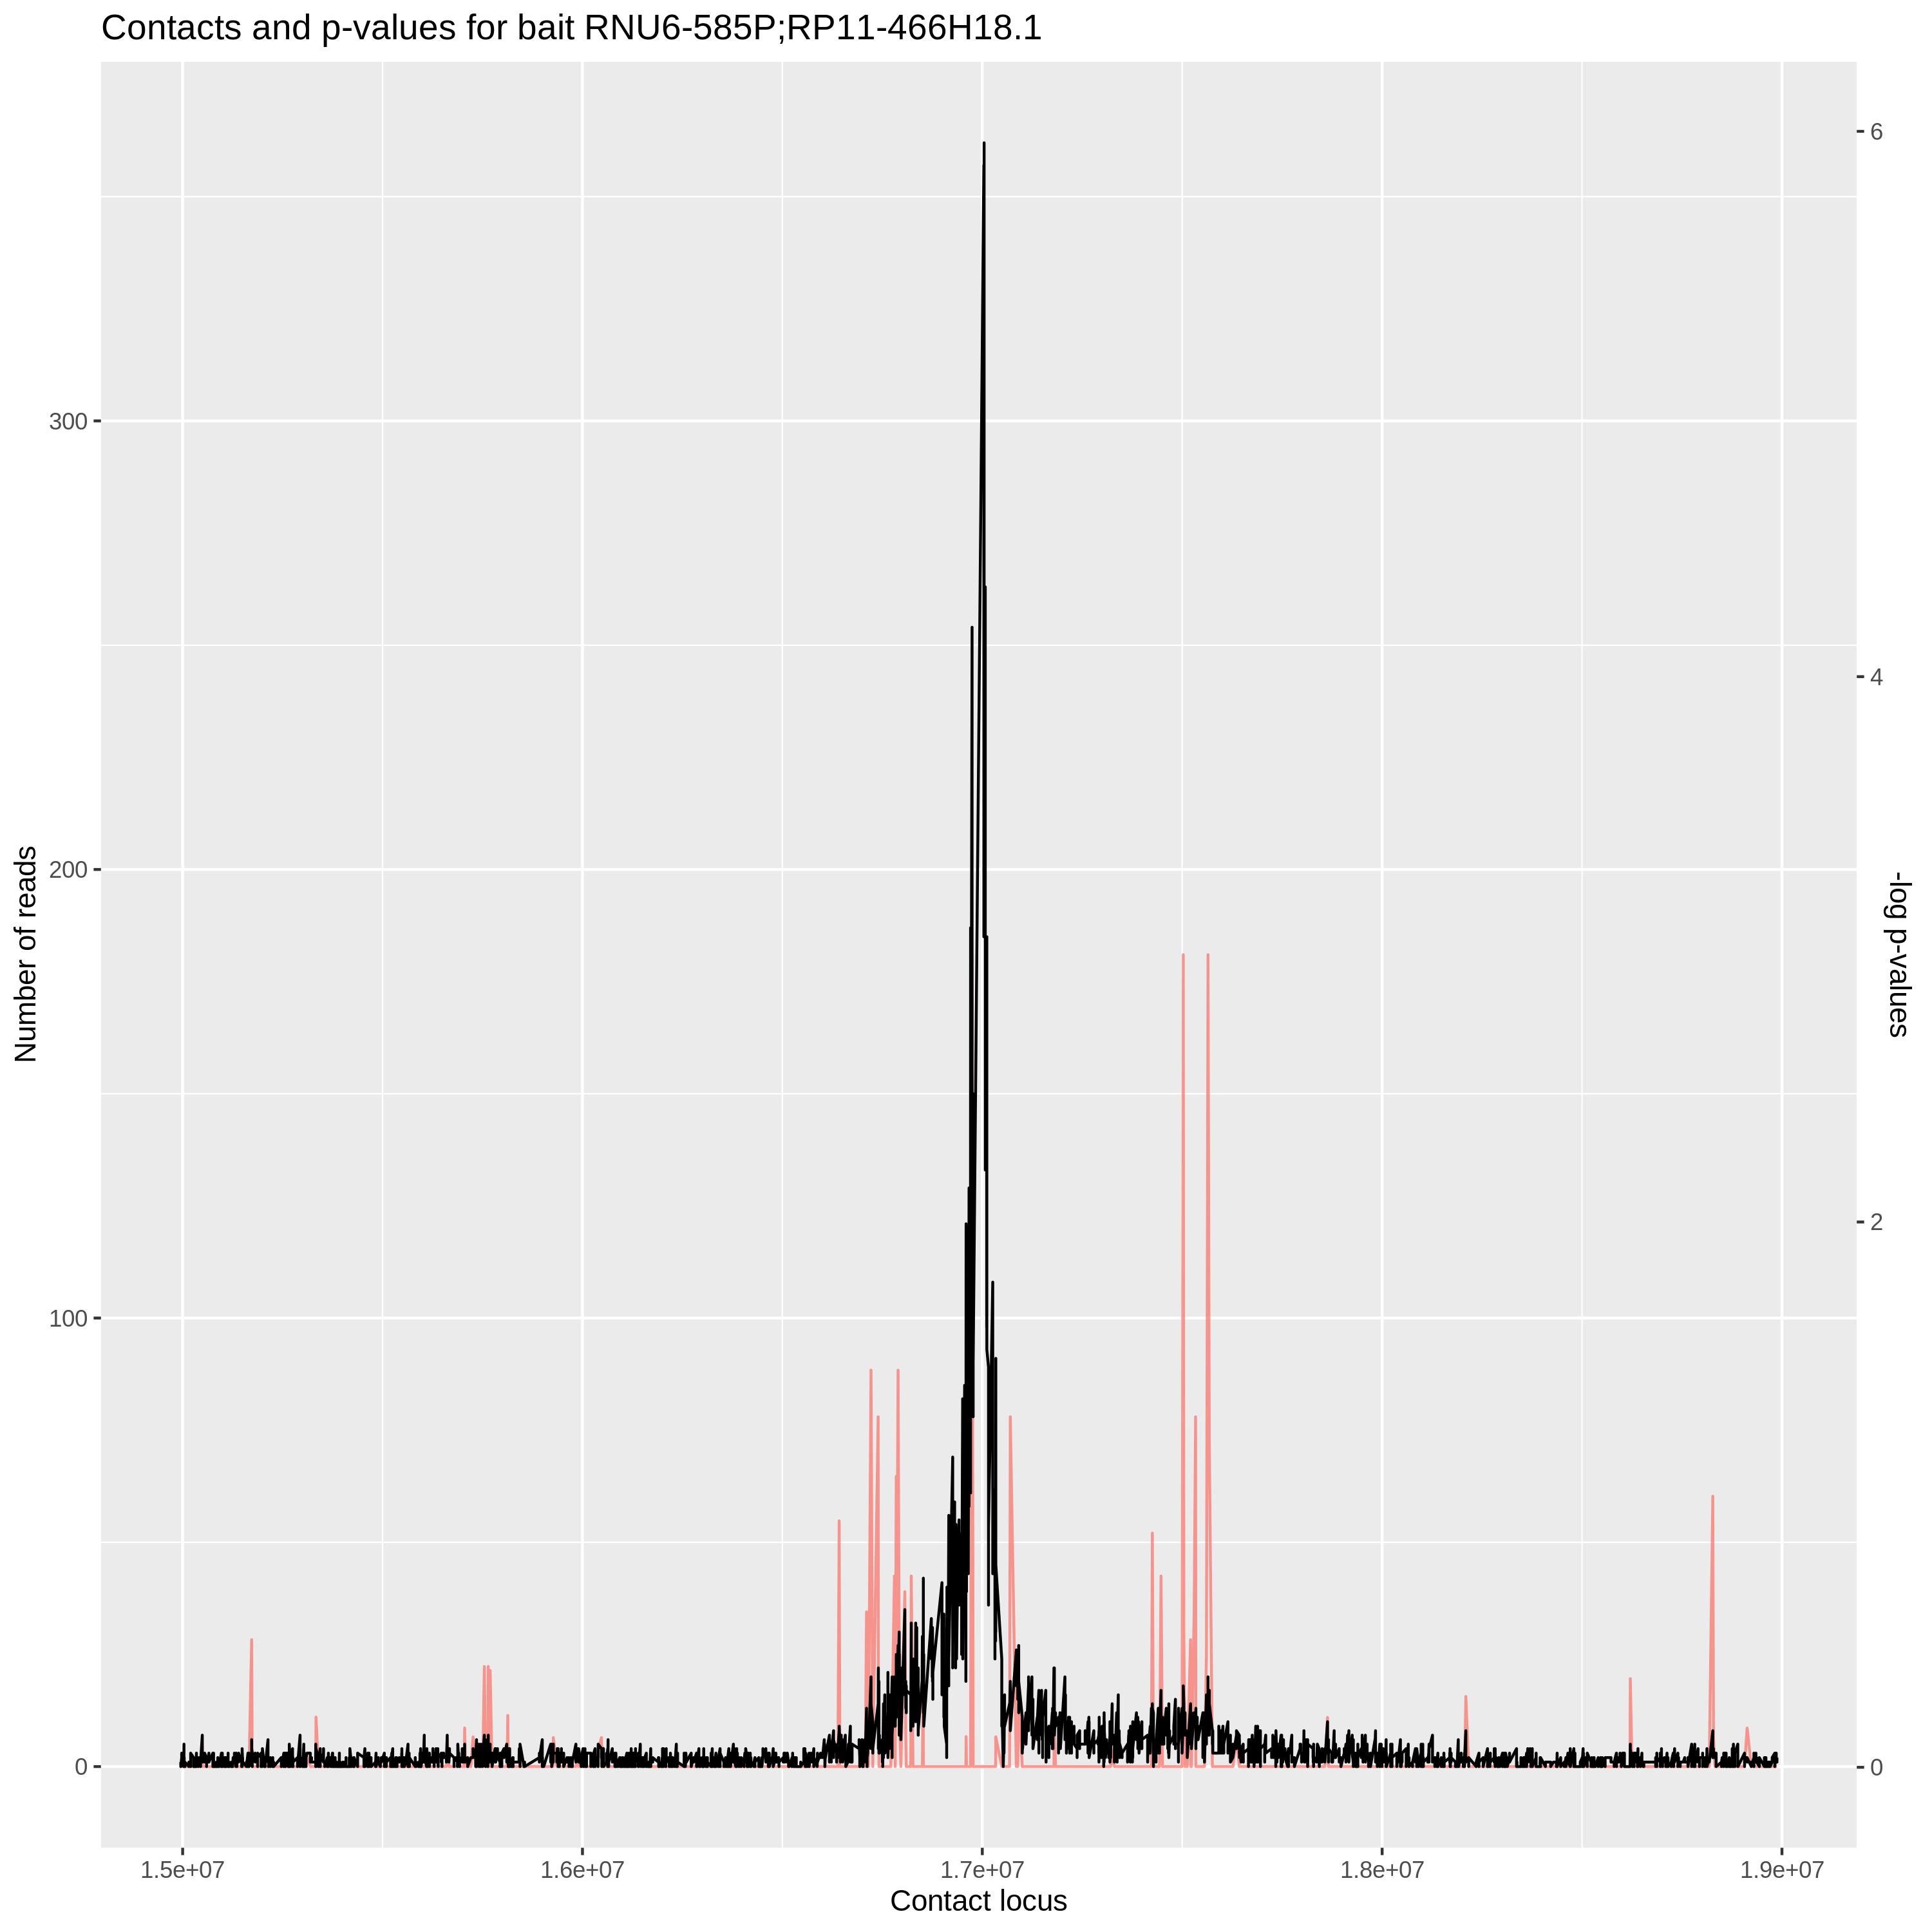 Contacts and p-values for bait RNU6-585P;RP11-466H18.1
6
300
4
Number of reads
200
-log p-values
2
100
0
0
1.5e+07
1.6e+07
1.7e+07
1.8e+07
1.9e+07
Contact locus